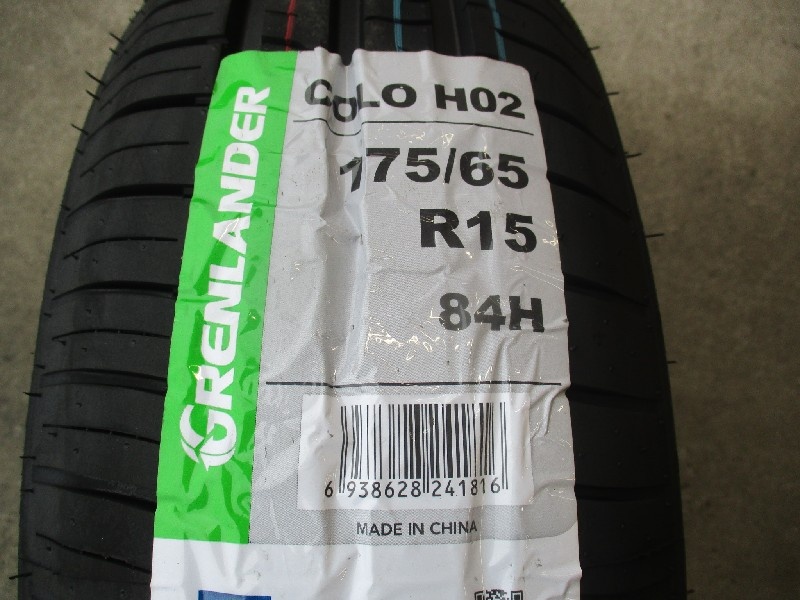 GRENLANDER
COLO H02
175/65
R15
84H
6 938628 241816
MADE IN CHINA